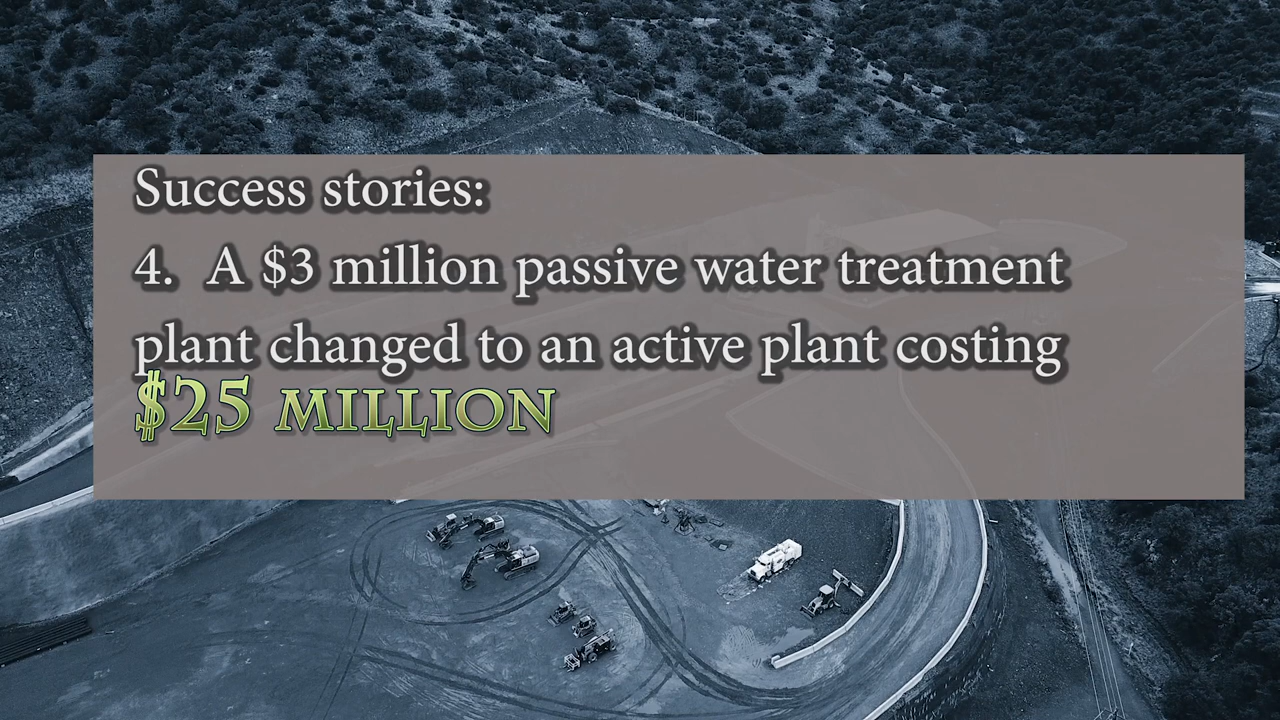 Success stories:
4. A $3 million passive water treatment
plant changed to an active plant costing
$25 MILLION